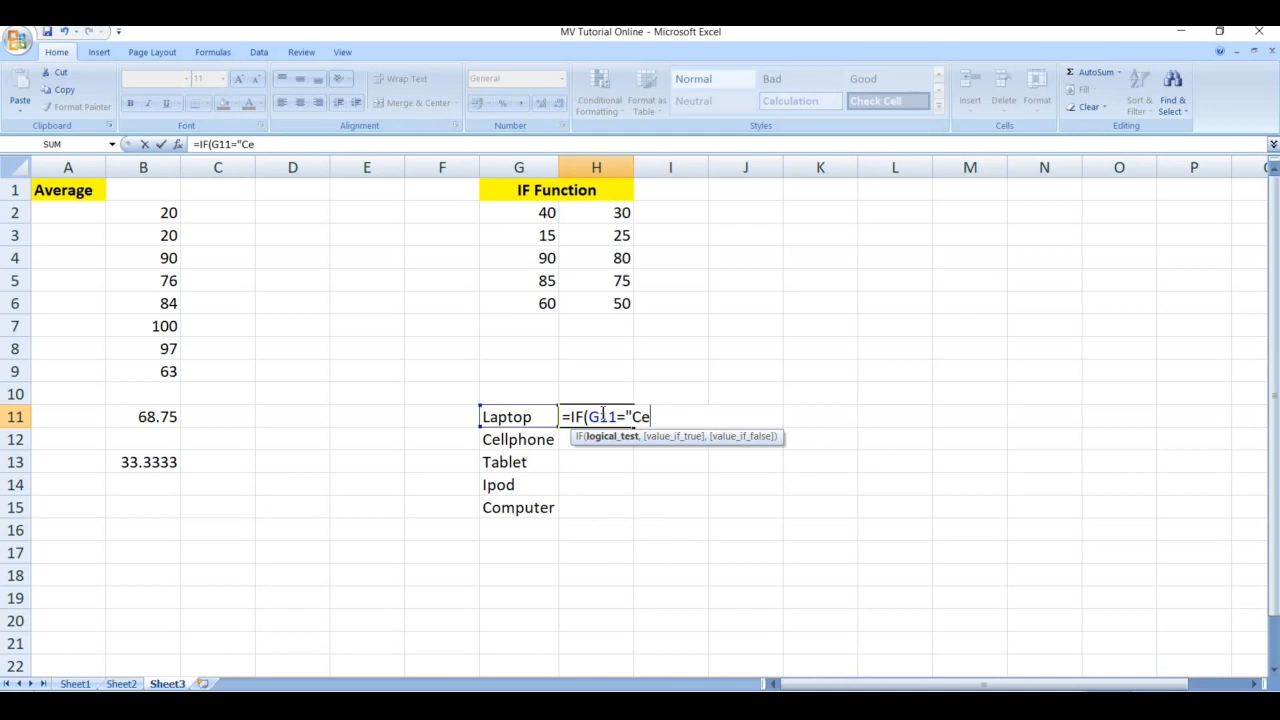 MV Tutorial Online - Microsoft Excel
Home Insert Page Layout Formulas Data Review View
Paste
Cut
Copy
Format Painter
Clipboard
11
Font
Wrap Text
Merge & Center
Alignment
General
Number
Conditional Formatting
Format as Table
Normal Bad Good
Neutral Calculation Check Cell
Styles
Insert Delete Format
Cells
Σ AutoSum
Fill
Clear
Sort & Filter
Find & Select
Editing
SUM fx =IF(G11="Ce
A B C D E F G H I J K L M N O P
1 Average IF Function
2 20 40 30
3 20 15 25
4 90 90 80
5 76 85 75
6 84 60 50
7 100
8 97
9 63
10
11 68.75 Laptop =IF(G11="Ce
IF(logical_test, [value_if_true], [value_if_false])
12 Cellphone
13 33.3333 Tablet
14 Ipod
15 Computer
16
17
18
19
20
21
22
Sheet1 Sheet2 Sheet3